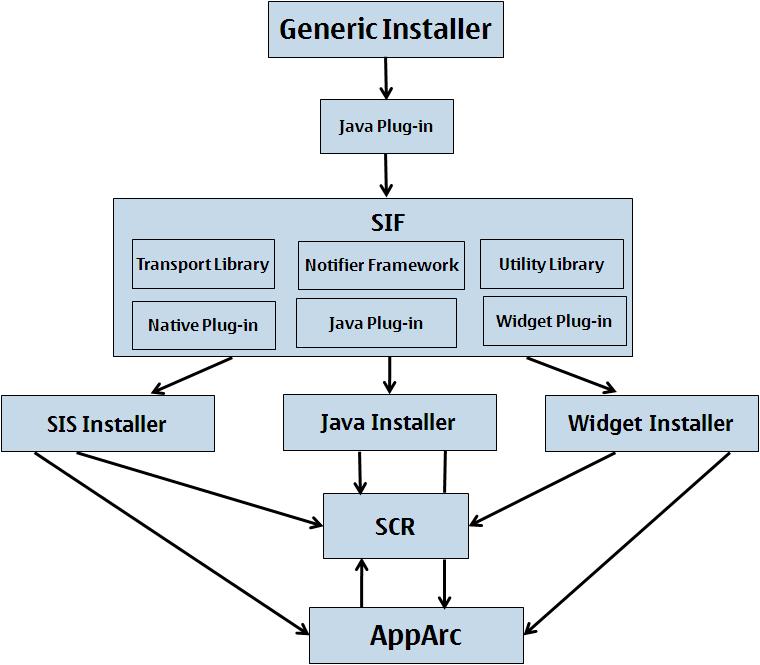 Generic Installer
Java Plug-in
SIF
Transport Library
Notifier Framework
Utility Library
Native Plug-in
Java Plug-in
Widget Plug-in
SIS Installer
Java Installer
Widget Installer
SCR
AppArc